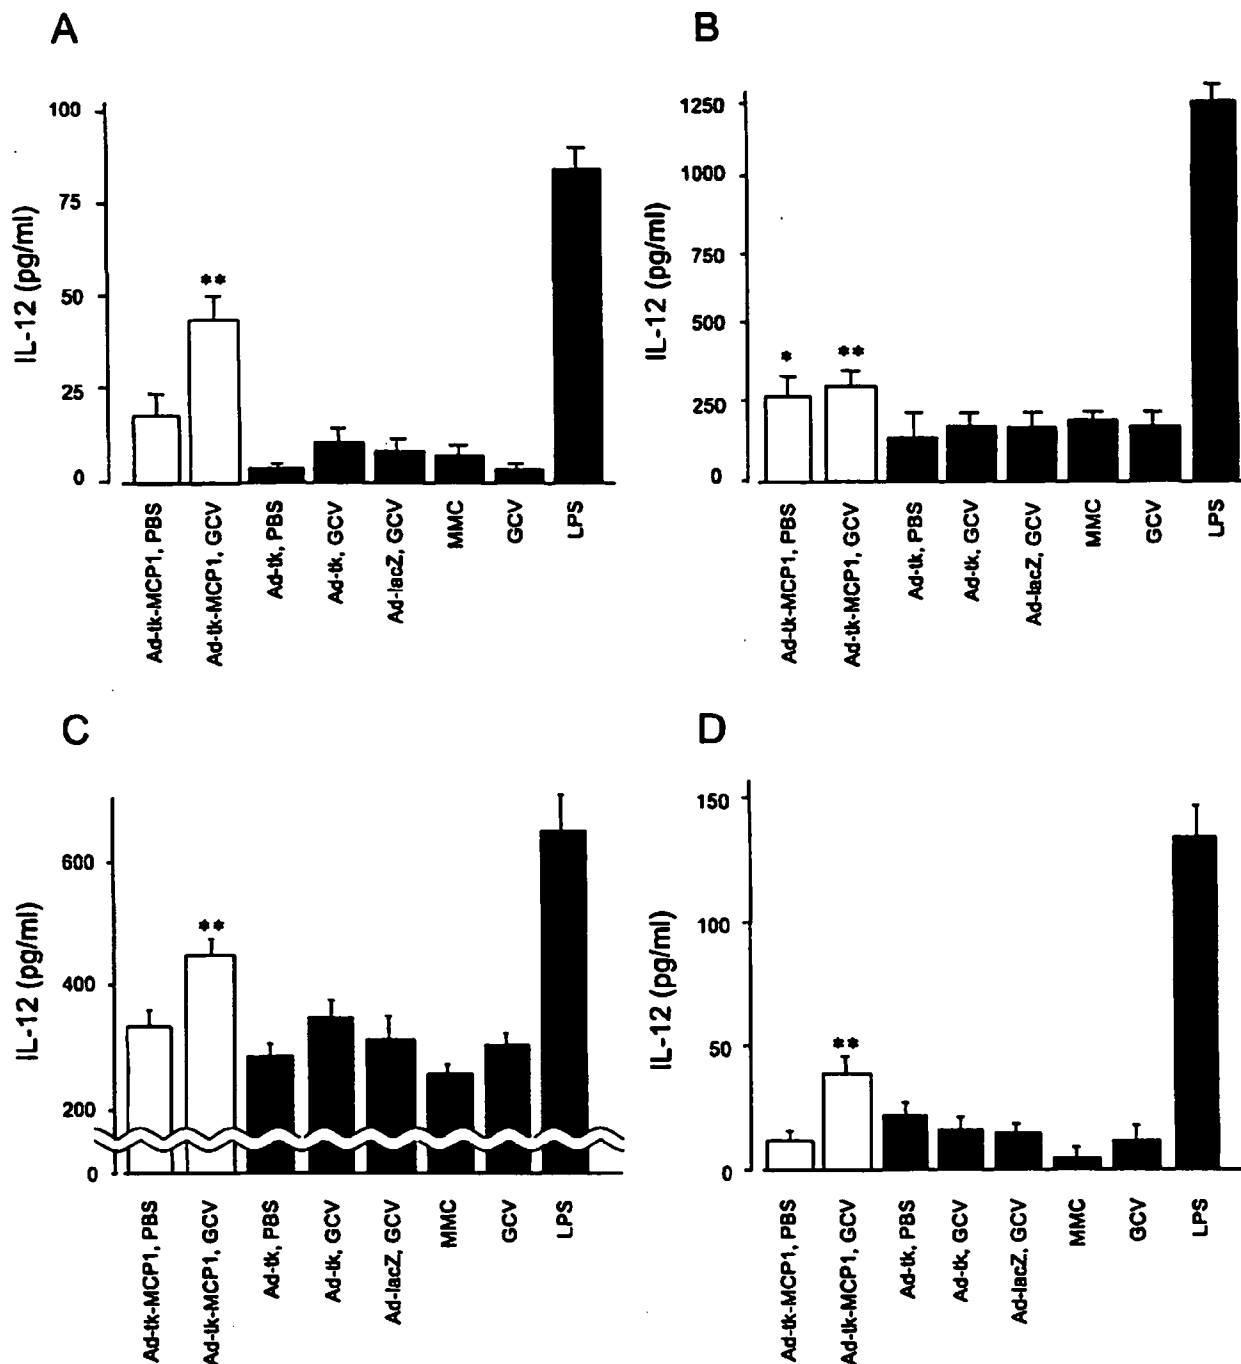 A
IL-12 (pg/ml)
100
75
50
25
0
**
Ad-tk-MCP1, PBS
Ad-tk-MCP1, GCV
Ad-tk, PBS
Ad-tk, GCV
Ad-lacZ, GCV
MMC
GCV
LPS
B
IL-12 (pg/ml)
1250
1000
750
500
250
0
*
**
Ad-tk-MCP1, PBS
Ad-tk-MCP1, GCV
Ad-tk, PBS
Ad-tk, GCV
Ad-lacZ, GCV
MMC
GCV
LPS
C
IL-12 (pg/ml)
600
400
200
0
**
Ad-tk-MCP1, PBS
Ad-tk-MCP1, GCV
Ad-tk, PBS
Ad-tk, GCV
Ad-lacZ, GCV
MMC
GCV
LPS
D
IL-12 (pg/ml)
150
100
50
0
**
Ad-tk-MCP1, PBS
Ad-tk-MCP1, GCV
Ad-tk, PBS
Ad-tk, GCV
Ad-lacZ, GCV
MMC
GCV
LPS